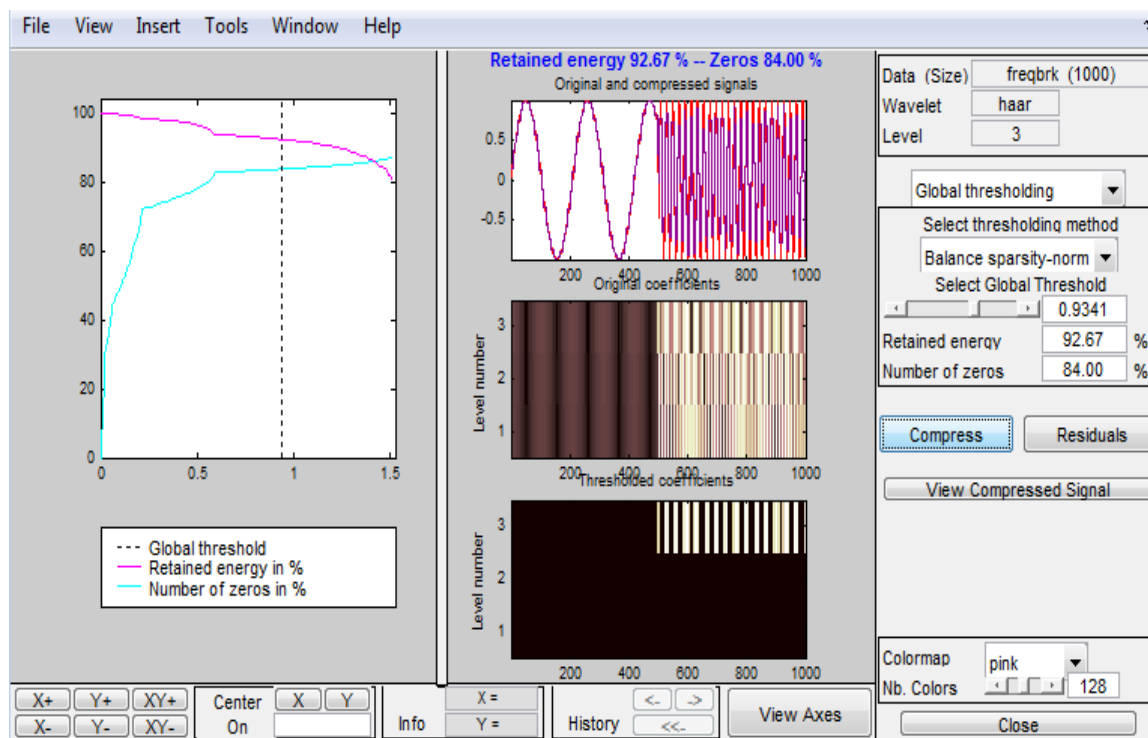 File View Insert Tools Window Help
100
80
60
40
20
0
0 0.5 1 1.5
Global threshold
Retained energy in %
Number of zeros in %
Retained energy 92.67 % -- Zeros 84.00 %
Original and compressed signals
0.5
0
-0.5
200 400 600 800 1000
Original coefficients
Level number
3
2
1
200 400 600 800 1000
Thresholded coefficients
Level number
3
2
1
200 400 600 800 1000
Data (Size) freqbrk (1000)
Wavelet haar
Level 3
Global thresholding
Select thresholding method
Balance sparsity-norm
Select Global Threshold
0.9341
Retained energy 92.67 %
Number of zeros 84.00 %
Compress Residuals
View Compressed Signal
Colormap pink
Nb. Colors 128
Close
X+ Y+ XY+
X- Y- XY-
Center On X Y
Info X =
Y =
History <- ->
<<-
View Axes